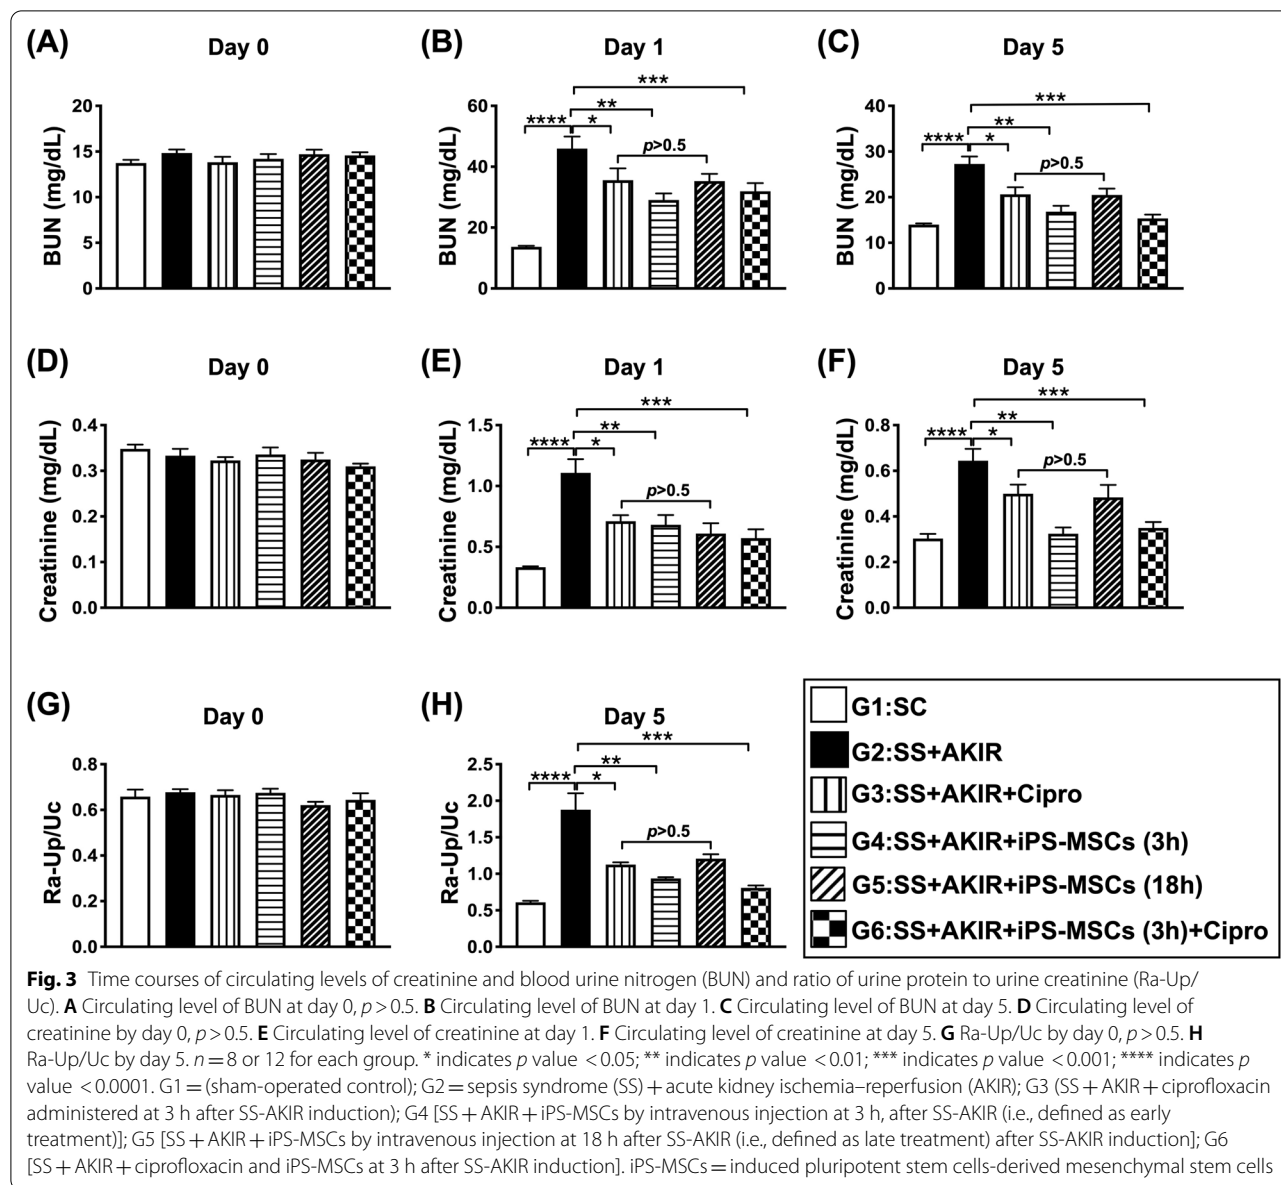 (A)
Day 0
BUN (mg/dL)
20
15
10
5
0
(B)
Day 1
BUN (mg/dL)
60
40
20
0
***
**
****
*
p>0.5
(C)
Day 5
BUN (mg/dL)
40
30
20
10
0
***
**
****
*
p>0.5
(D)
Day 0
Creatinine (mg/dL)
0.4
0.3
0.2
0.1
0.0
(E)
Day 1
Creatinine (mg/dL)
1.5
1.0
0.5
0.0
***
**
****
*
p>0.5
(F)
Day 5
Creatinine (mg/dL)
0.8
0.6
0.4
0.2
0.0
***
**
****
*
p>0.5
(G)
Day 0
Ra-Up/Uc
0.8
0.6
0.4
0.2
0.0
(H)
Day 5
Ra-Up/Uc
2.5
2.0
1.5
1.0
0.5
0.0
***
**
****
*
p>0.5
G1:SC
G2:SS+AKIR
G3:SS+AKIR+Cipro
G4:SS+AKIR+iPS-MSCs (3h)
G5:SS+AKIR+iPS-MSCs (18h)
G6:SS+AKIR+iPS-MSCs (3h)+Cipro
Fig. 3 Time courses of circulating levels of creatinine and blood urine nitrogen (BUN) and ratio of urine protein to urine creatinine (Ra-Up/
Uc). A Circulating level of BUN at day 0, p > 0.5. B Circulating level of BUN at day 1. C Circulating level of BUN at day 5. D Circulating level of
creatinine by day 0, p > 0.5. E Circulating level of creatinine at day 1. F Circulating level of creatinine at day 5. G Ra-Up/Uc by day 0, p > 0.5. H
Ra-Up/Uc by day 5. n = 8 or 12 for each group. * indicates p value < 0.05; ** indicates p value < 0.01; *** indicates p value < 0.001; **** indicates p
value < 0.0001. G1 = (sham-operated control); G2 = sepsis syndrome (SS) + acute kidney ischemia–reperfusion (AKIR); G3 (SS + AKIR + ciprofloxacin
administered at 3 h after SS-AKIR induction); G4 [SS + AKIR + iPS-MSCs by intravenous injection at 3 h, after SS-AKIR (i.e., defined as early
treatment)]; G5 [SS + AKIR + iPS-MSCs by intravenous injection at 18 h after SS-AKIR (i.e., defined as late treatment) after SS-AKIR induction]; G6
[SS + AKIR + ciprofloxacin and iPS-MSCs at 3 h after SS-AKIR induction]. iPS-MSCs = induced pluripotent stem cells-derived mesenchymal stem cells